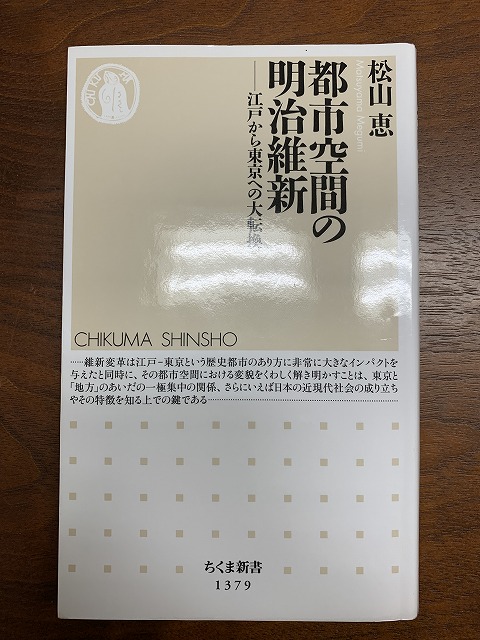 松山 恵
Matsuyama Megumi
都市空間の
明治維新
——江戸から東京への大転換
CHIKUMA SHINSHO
……維新変革は江戸−東京という歴史都市のあり方に非常に大きなインパクトを
与えたと同時に、その都市空間における変貌をくわしく解き明かすことは、東京と
「地方」のあいだの一極集中の関係、さらにいえば日本の近現代社会の成り立ち
やその特徴を知る上での鍵である——
ちくま新書
1379